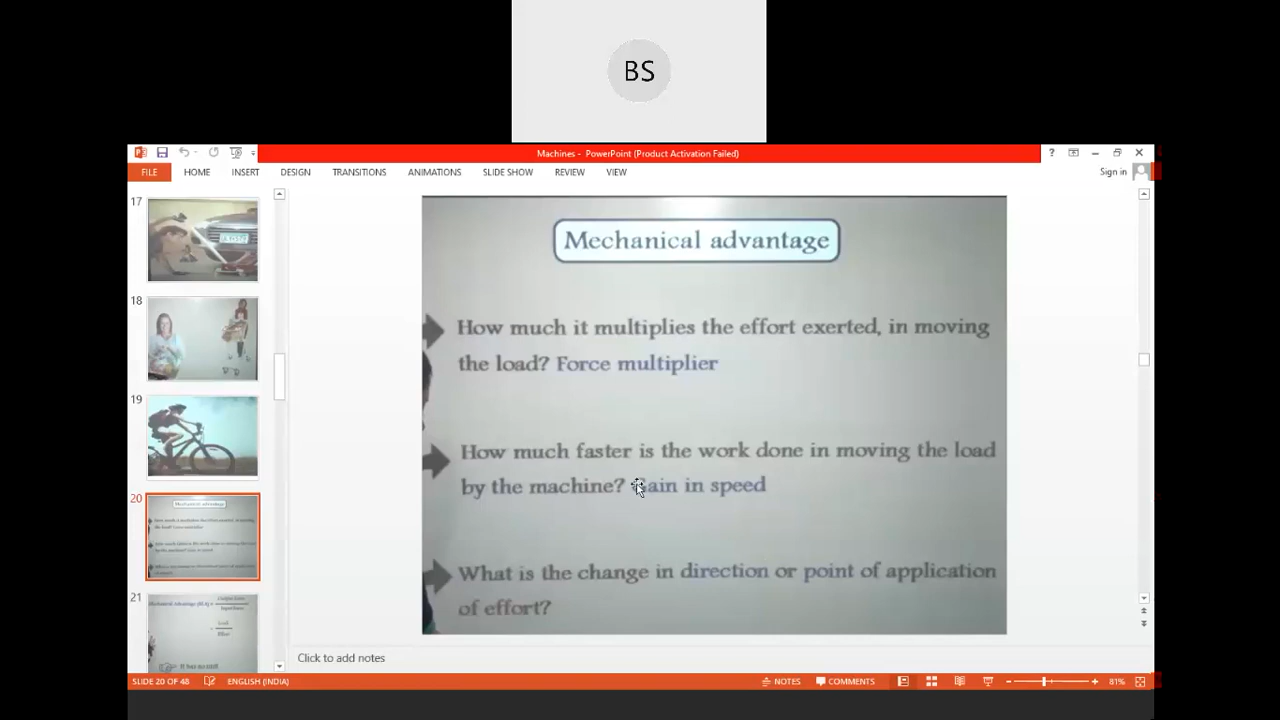 BS
Machines - PowerPoint (Product Activation Failed)
?
FILE HOME INSERT DESIGN TRANSITIONS ANIMATIONS SLIDE SHOW REVIEW VIEW
Sign in
17
18
19
20
Mechanical advantage
21
Mechanical advantage
How much it multiplies the effort exerted, in moving
the load? Force multiplier
How much faster is the work done in moving the load
by the machine? Gain in speed
What is the change in direction or point of application
of effort?
Click to add notes
SLIDE 20 OF 48 ENGLISH (INDIA) NOTES COMMENTS 81%